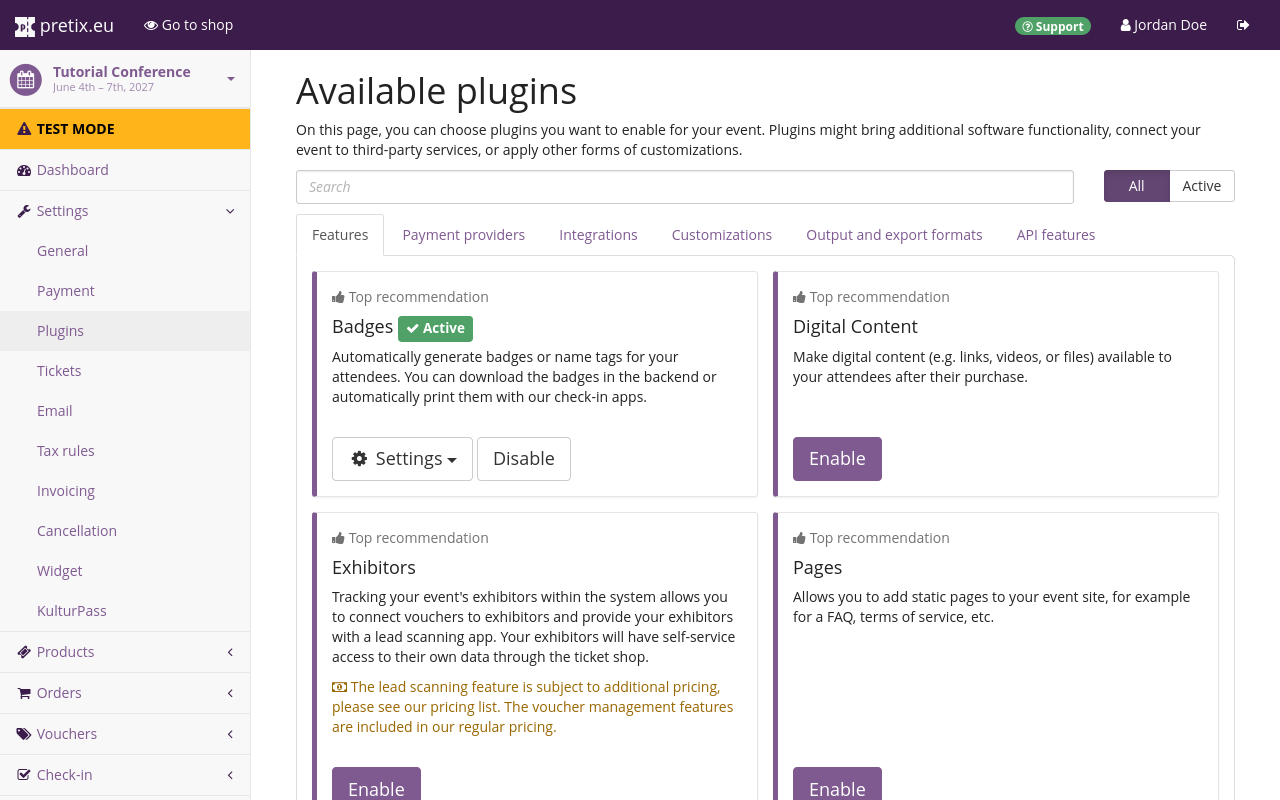 pretix.eu
Go to shop
Support
Jordan Doe
Tutorial Conference
June 4th – 7th, 2027
TEST MODE
Dashboard
Settings
General
Payment
Plugins
Tickets
Email
Tax rules
Invoicing
Cancellation
Widget
KulturPass
Products
Orders
Vouchers
Check-in
Available plugins
On this page, you can choose plugins you want to enable for your event. Plugins might bring additional software functionality, connect your
event to third-party services, or apply other forms of customizations.
Search
All
Active
Features
Payment providers
Integrations
Customizations
Output and export formats
API features
Top recommendation
Badges
Active
Automatically generate badges or name tags for your
attendees. You can download the badges in the backend or
automatically print them with our check-in apps.
Settings
Disable
Top recommendation
Digital Content
Make digital content (e.g. links, videos, or files) available to
your attendees after their purchase.
Enable
Top recommendation
Exhibitors
Tracking your event's exhibitors within the system allows you
to connect vouchers to exhibitors and provide your exhibitors
with a lead scanning app. Your exhibitors will have self-service
access to their own data through the ticket shop.
The lead scanning feature is subject to additional pricing,
please see our pricing list. The voucher management features
are included in our regular pricing.
Enable
Top recommendation
Pages
Allows you to add static pages to your event site, for example
for a FAQ, terms of service, etc.
Enable